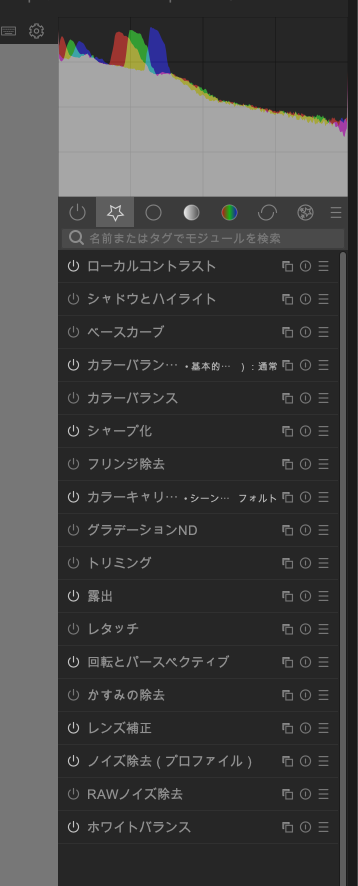 名前またはタグでモジュールを検索
ローカルコントラスト
シャドウとハイライト
ベースカーブ
カラーバラン… •基本的… ）: 通常
カラーバランス
シャープ化
フリンジ除去
カラーキャリ… •シーン… フォルト
グラデーションND
トリミング
露出
レタッチ
回転とパースペクティブ
かすみの除去
レンズ補正
ノイズ除去 ( プロファイル )
RAWノイズ除去
ホワイトバランス